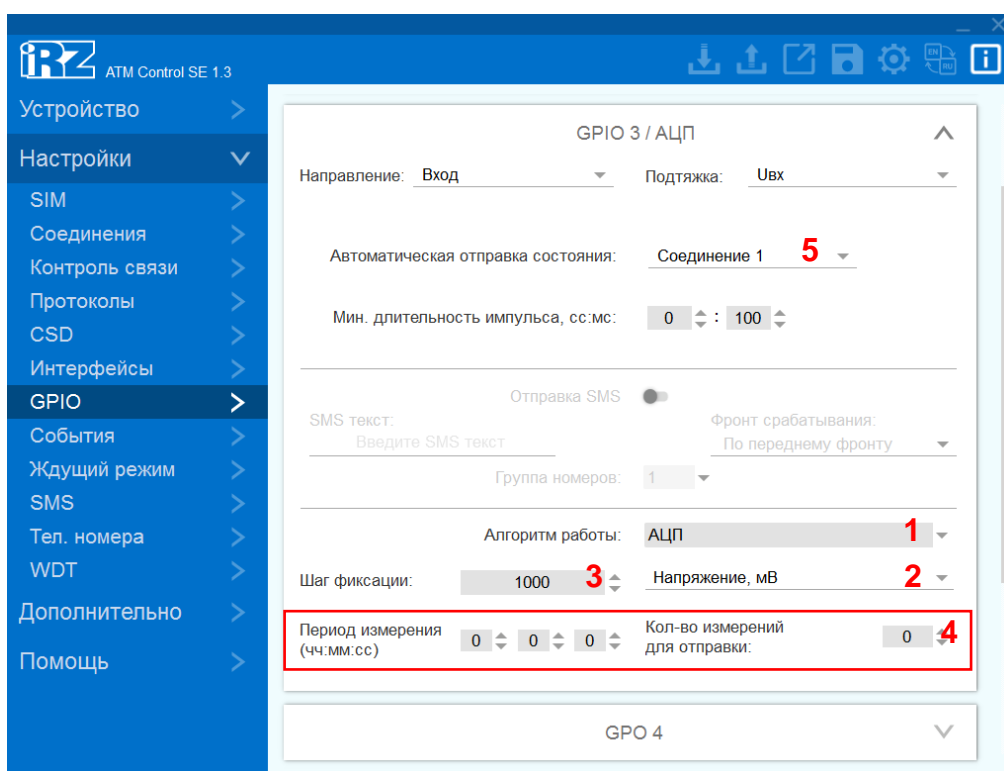 iRZ ATM Control SE 1.3
EN RU
Устройство
Настройки
SIM
Соединения
Контроль связи
Протоколы
CSD
Интерфейсы
GPIO
События
Ждущий режим
SMS
Тел. номера
WDT
Дополнительно
Помощь
GPIO 3 / АЦП
Направление: Вход Подтяжка: Uвх
Автоматическая отправка состояния: Соединение 1 5
Мин. длительность импульса, сс:мс: 0 : 100
Отправка SMS
SMS текст: Фронт срабатывания:
Введите SMS текст По переднему фронту
Группа номеров: 1
Алгоритм работы: АЦП 1
Шаг фиксации: 1000 3 Напряжение, мВ 2
Период измерения Кол-во измерений
(чч:мм:сс) 0 0 0 для отправки: 0 4
GPO 4